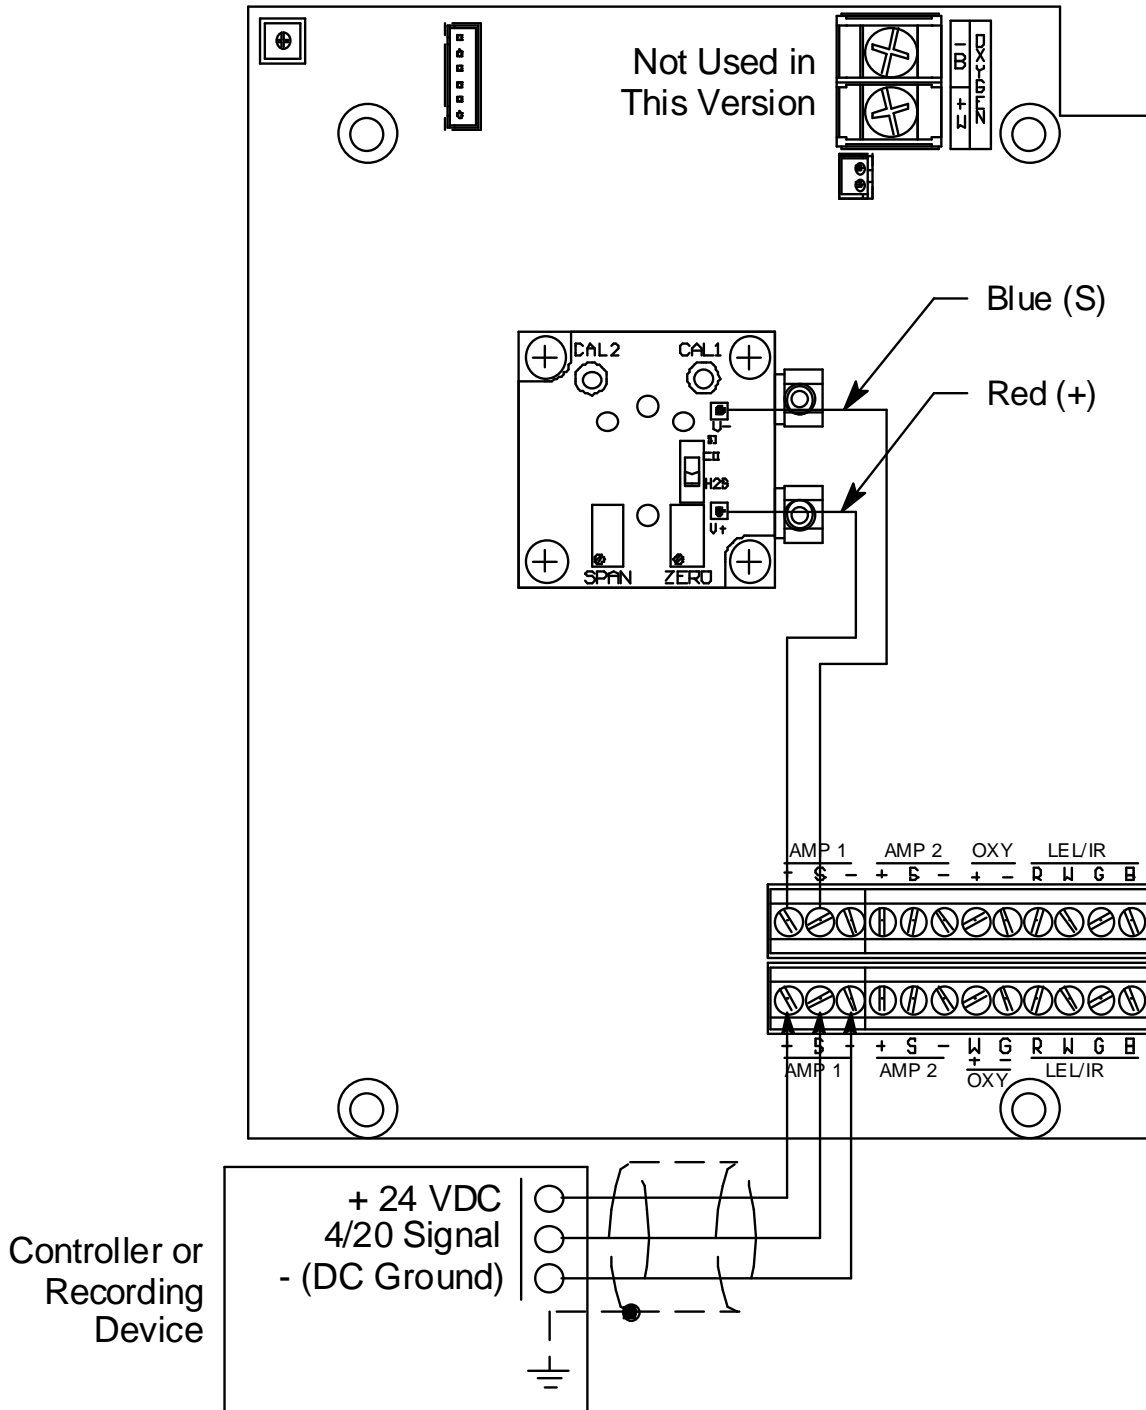 Not Used in
This Version
- B
+ W
OXYGEN
Blue (S)
Red (+)
CAL2 CAL1
V-
H2S
V+
SPAN ZERO
AMP 1 AMP 2 OXY LEL/IR
- S - + S - + - R W G B
- S - + S - W G R W G B
+ -
AMP 1 AMP 2 OXY LEL/IR
+ 24 VDC
4/20 Signal
- (DC Ground)
Controller or
Recording
Device